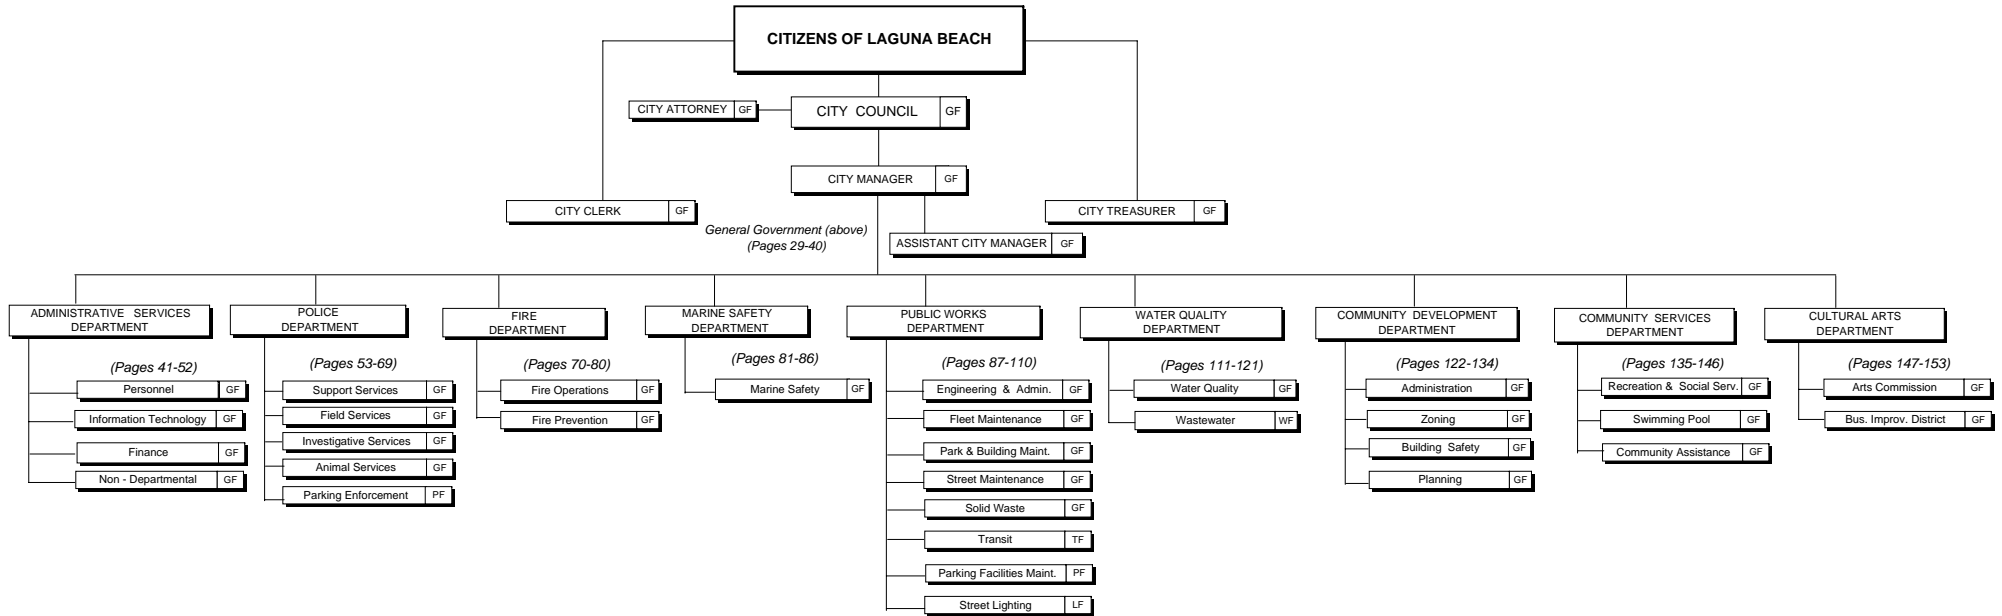 CITIZENS OF LAGUNA BEACH
CITY ATTORNEY GF
CITY COUNCIL GF
CITY MANAGER GF
CITY CLERK GF
CITY TREASURER GF
General Government (above)
(Pages 29-40)
ASSISTANT CITY MANAGER GF
ADMINISTRATIVE SERVICES
DEPARTMENT
(Pages 41-52)
Personnel GF
Information Technology GF
Finance GF
Non - Departmental GF
POLICE
DEPARTMENT
(Pages 53-69)
Support Services GF
Field Services GF
Investigative Services GF
Animal Services GF
Parking Enforcement PF
FIRE
DEPARTMENT
(Pages 70-80)
Fire Operations GF
Fire Prevention GF
MARINE SAFETY
DEPARTMENT
(Pages 81-86)
Marine Safety GF
PUBLIC WORKS
DEPARTMENT
(Pages 87-110)
Engineering & Admin. GF
Fleet Maintenance GF
Park & Building Maint. GF
Street Maintenance GF
Solid Waste GF
Transit TF
Parking Facilities Maint. PF
Street Lighting LF
WATER QUALITY
DEPARTMENT
(Pages 111-121)
Water Quality GF
Wastewater WF
COMMUNITY DEVELOPMENT
DEPARTMENT
(Pages 122-134)
Administration GF
Zoning GF
Building Safety GF
Planning GF
COMMUNITY SERVICES
DEPARTMENT
(Pages 135-146)
Recreation & Social Serv. GF
Swimming Pool GF
Community Assistance GF
CULTURAL ARTS
DEPARTMENT
(Pages 147-153)
Arts Commission GF
Bus. Improv. District GF